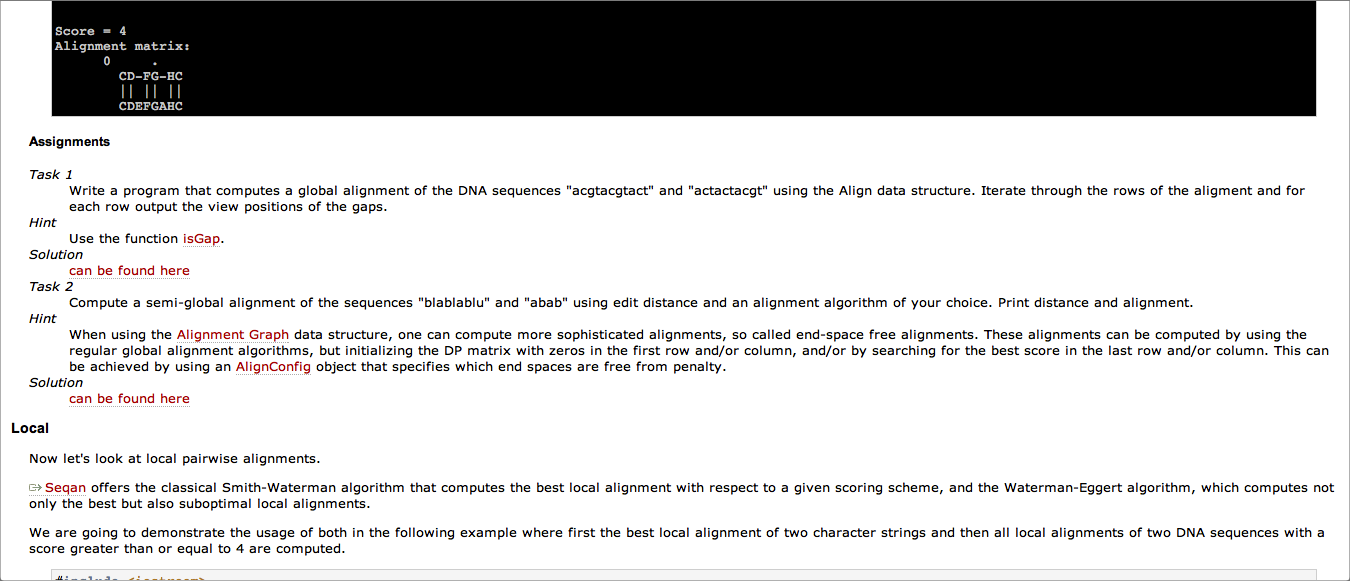 Score = 4
Alignment matrix:
0     .
CD-FG-HC
|| || ||
CDEFGAHC
Assignments
Task 1
Write a program that computes a global alignment of the DNA sequences "acgtacgtact" and "actactacgt" using the Align data structure. Iterate through the rows of the aligment and for
each row output the view positions of the gaps.
Hint
Use the function isGap.
Solution
can be found here
Task 2
Compute a semi-global alignment of the sequences "blablablu" and "abab" using edit distance and an alignment algorithm of your choice. Print distance and alignment.
Hint
When using the Alignment Graph data structure, one can compute more sophisticated alignments, so called end-space free alignments. These alignments can be computed by using the
regular global alignment algorithms, but initializing the DP matrix with zeros in the first row and/or column, and/or by searching for the best score in the last row and/or column. This can
be achieved by using an AlignConfig object that specifies which end spaces are free from penalty.
Solution
can be found here
Local
Now let's look at local pairwise alignments.
Seqan offers the classical Smith-Waterman algorithm that computes the best local alignment with respect to a given scoring scheme, and the Waterman-Eggert algorithm, which computes not
only the best but also suboptimal local alignments.
We are going to demonstrate the usage of both in the following example where first the best local alignment of two character strings and then all local alignments of two DNA sequences with a
score greater than or equal to 4 are computed.
#include <iostream>